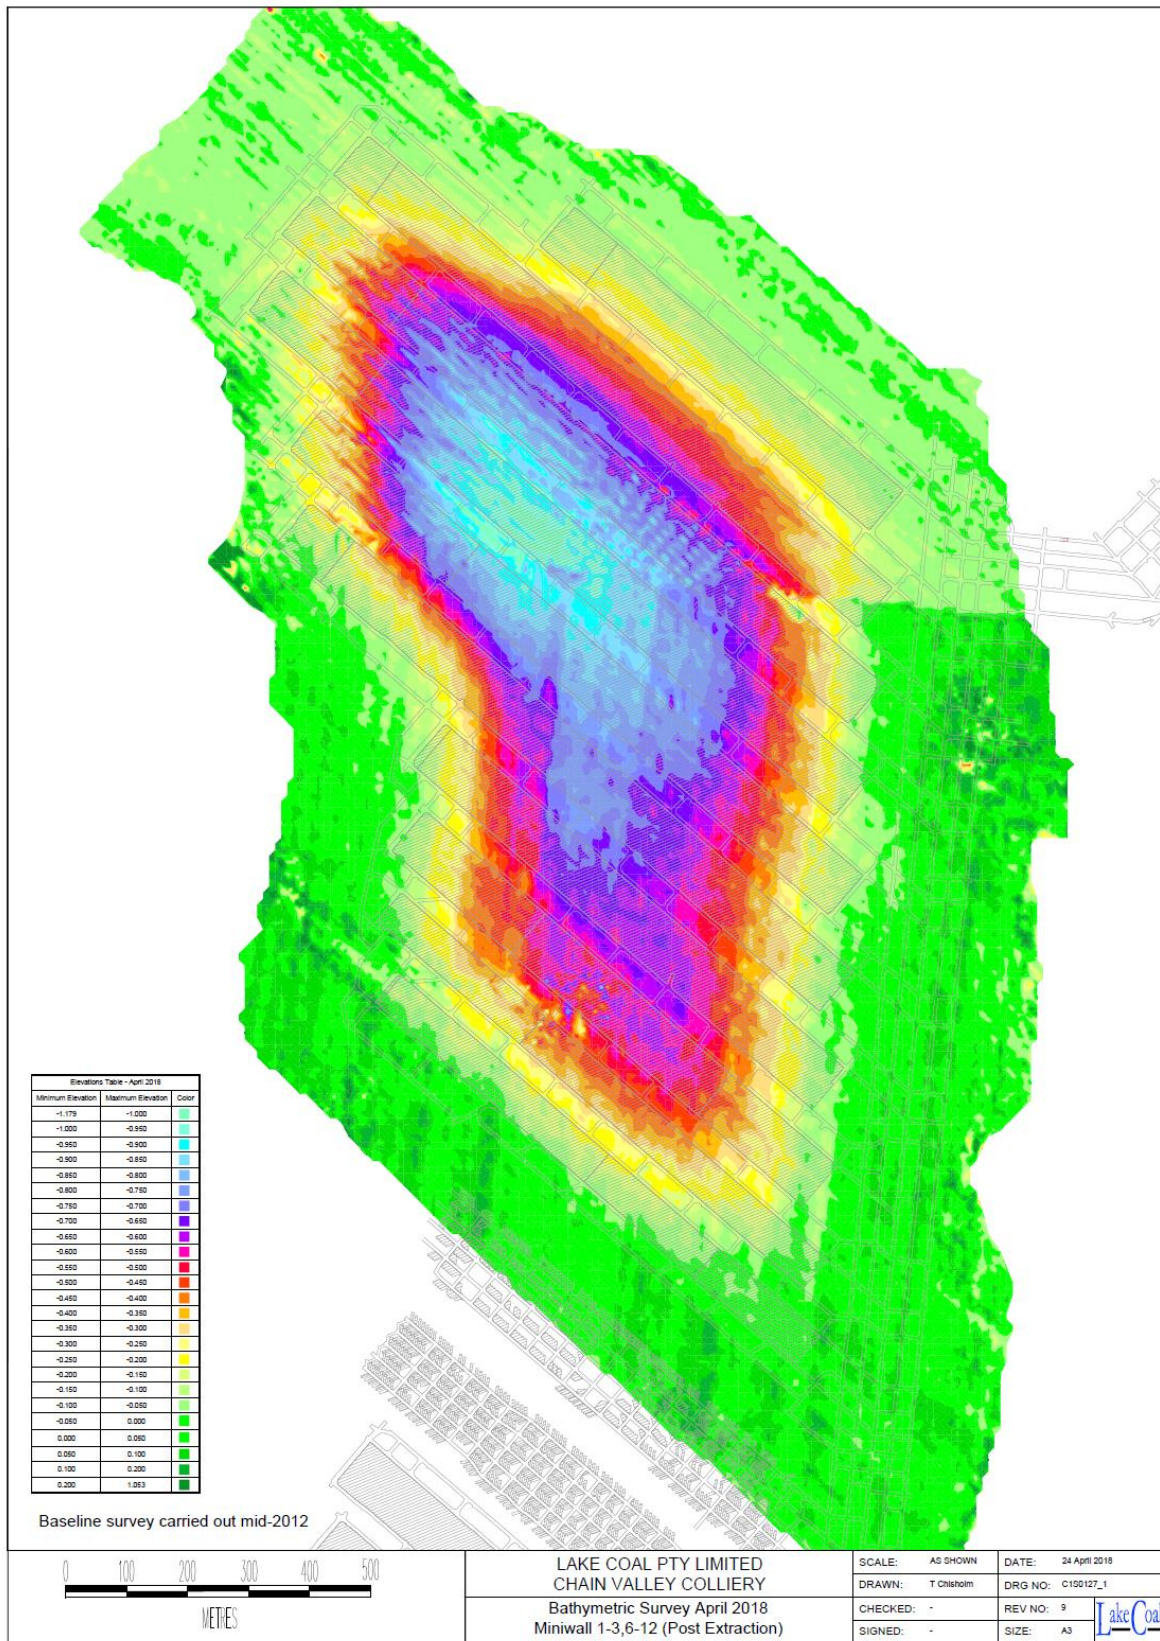 Elevations Table - April 2018
Minimum Elevation Maximum Elevation Color
-1.179 -1.000
-1.000 -0.950
-0.950 -0.900
-0.900 -0.850
-0.850 -0.800
-0.800 -0.750
-0.750 -0.700
-0.700 -0.650
-0.650 -0.600
-0.600 -0.550
-0.550 -0.500
-0.500 -0.450
-0.450 -0.400
-0.400 -0.350
-0.350 -0.300
-0.300 -0.250
-0.250 -0.200
-0.200 -0.150
-0.150 -0.100
-0.100 -0.050
-0.050 0.000
0.000 0.050
0.050 0.100
0.100 0.200
0.200 1.053
Baseline survey carried out mid-2012
0 100 200 300 400 500
METRES
LAKE COAL PTY LIMITED
CHAIN VALLEY COLLIERY
Bathymetric Survey April 2018
Miniwall 1-3,6-12 (Post Extraction)
SCALE: AS SHOWN DATE: 24 April 2018
DRAWN: T Chisholm DRG NO: C1S0127_1
CHECKED: - REV NO: 9
SIGNED: - SIZE: A3
LakeCoal